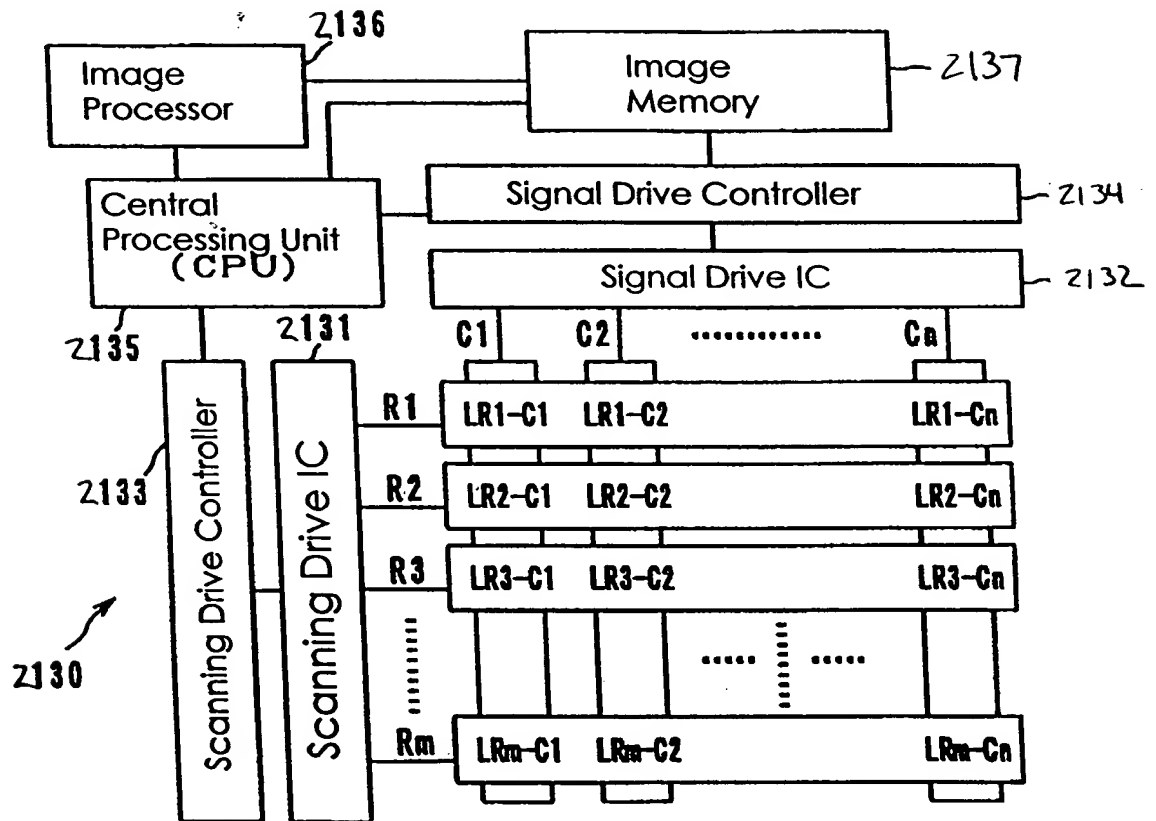 2136
Image
Processor
Image
Memory
2137
Central
Processing Unit
(CPU)
2135
Signal Drive Controller
2134
Signal Drive IC
2132
2131
C1 C2 ............ Cn
2133
Scanning Drive Controller
Scanning Drive IC
R1 LR1-C1 LR1-C2 LR1-Cn
R2 LR2-C1 LR2-C2 LR2-Cn
R3 LR3-C1 LR3-C2 LR3-Cn
2130
Rm LRm-C1 LRm-C2 LRm-Cn